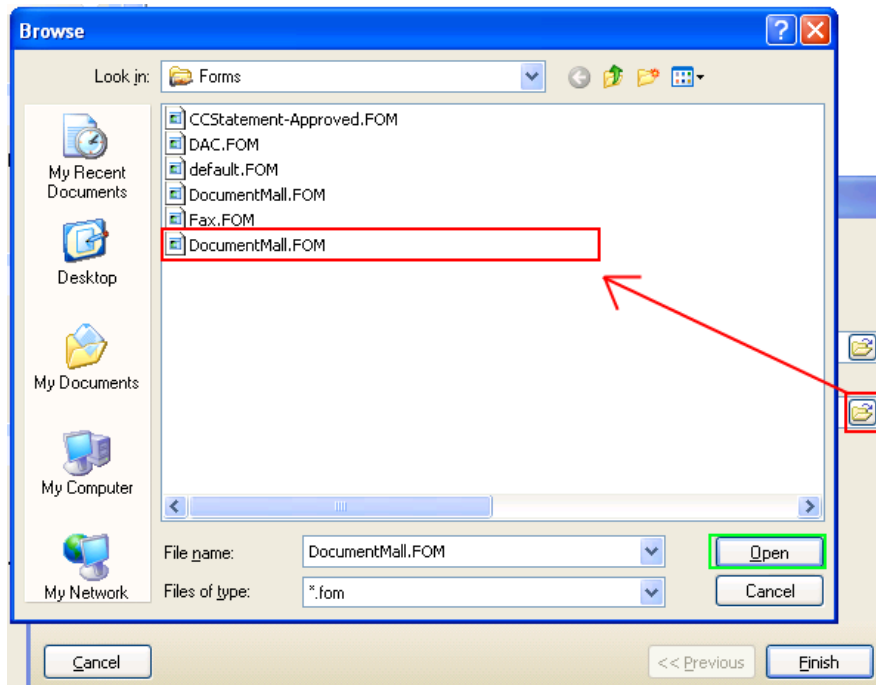 Browse
Look in: Forms
CCStatement-Approved.FOM
DAC.FOM
default.FOM
DocumentMall.FOM
Fax.FOM
DocumentMall.FOM
My Recent
Documents
Desktop
My Documents
My Computer
My Network
File name: DocumentMall.FOM Open
Files of type: *.fom Cancel
Cancel << Previous Finish